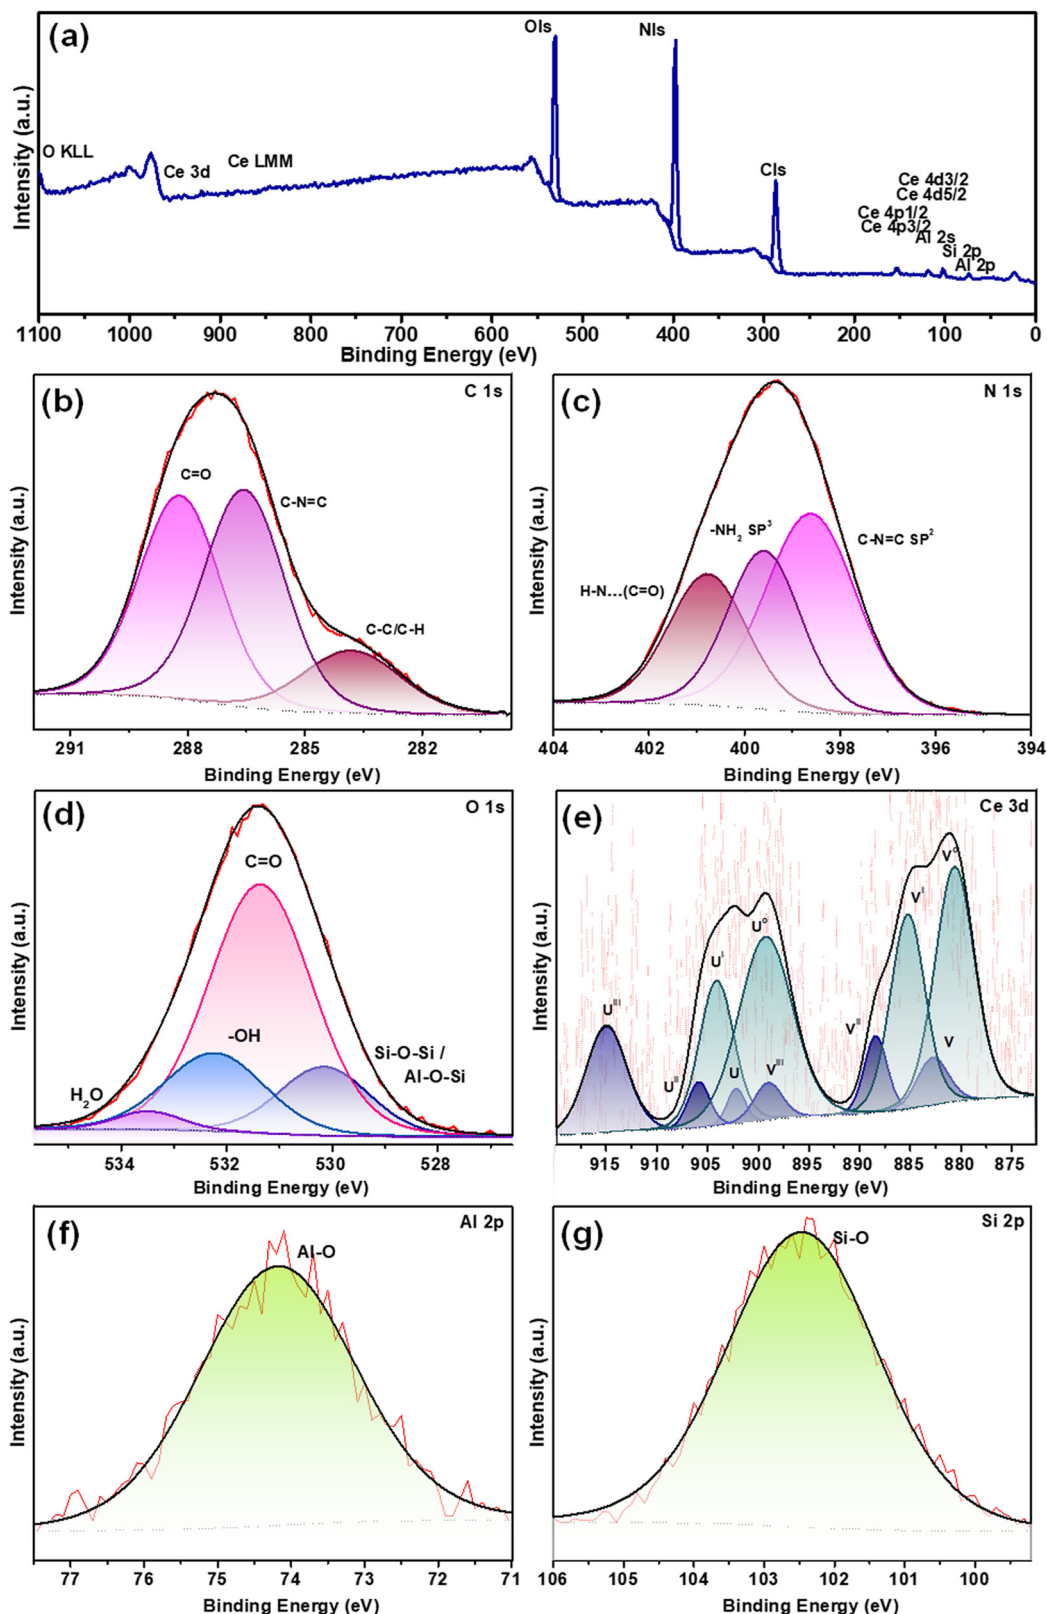 (a)
OIs
NIs
CIs
O KLL
Ce 3d
Ce LMM
Ce 4d3/2
Ce 4d5/2
Ce 4p1/2
Ce 4p3/2
Al 2s
Si 2p
Al 2p
Intensity (a.u.)
1100 1000 900 800 700 600 500 400 300 200 100 0
Binding Energy (eV)
(b)
C 1s
C=O
C-N=C
C-C/C-H
Intensity (a.u.)
291 288 285 282
Binding Energy (eV)
(c)
N 1s
-NH₂ SP³
C-N=C SP²
H-N...(C=O)
Intensity (a.u.)
404 402 400 398 396 394
Binding Energy (eV)
(d)
O 1s
C=O
-OH
Si-O-Si /
Al-O-Si
H₂O
Intensity (a.u.)
534 532 530 528
Binding Energy (eV)
(e)
Ce 3d
V°
V^I
U°
U^I
U^III
V^II
V
U^II
U
V^III
Intensity (a.u.)
915 910 905 900 895 890 885 880 875
Binding Energy (eV)
(f)
Al 2p
Al-O
Intensity (a.u.)
77 76 75 74 73 72 71
Binding Energy (eV)
(g)
Si 2p
Si-O
Intensity (a.u.)
106 105 104 103 102 101 100
Binding Energy (eV)